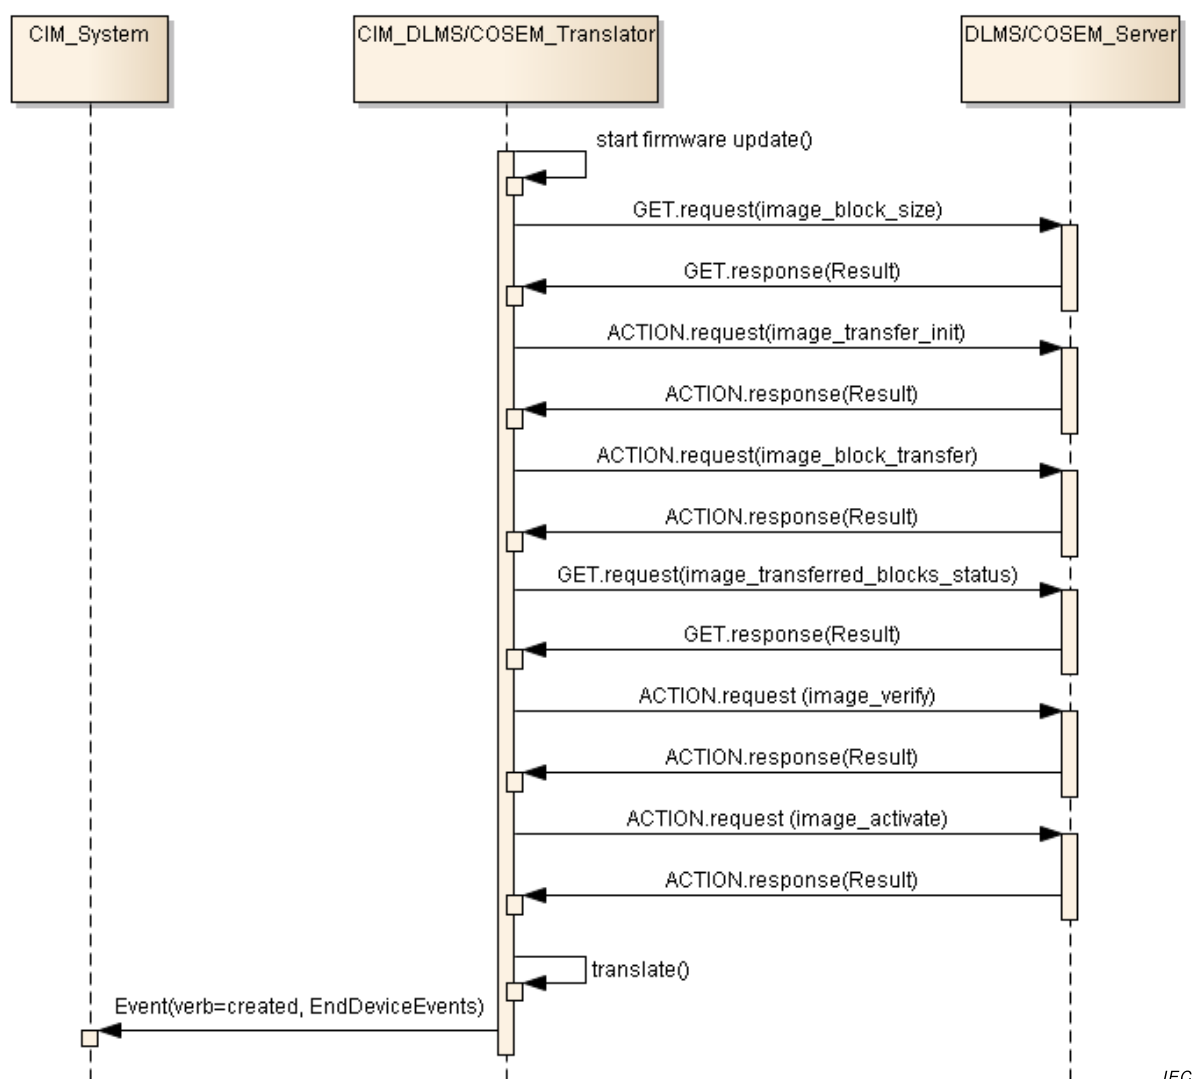 CIM_System
CIM_DLMS/COSEM_Translator
DLMS/COSEM_Server
start firmware update()
GET.request(image_block_size)
GET.response(Result)
ACTION.request(image_transfer_init)
ACTION.response(Result)
ACTION.request(image_block_transfer)
ACTION.response(Result)
GET.request(image_transferred_blocks_status)
GET.response(Result)
ACTION.request (image_verify)
ACTION.response(Result)
ACTION.request (image_activate)
ACTION.response(Result)
translate()
Event(verb=created, EndDeviceEvents)
IEC